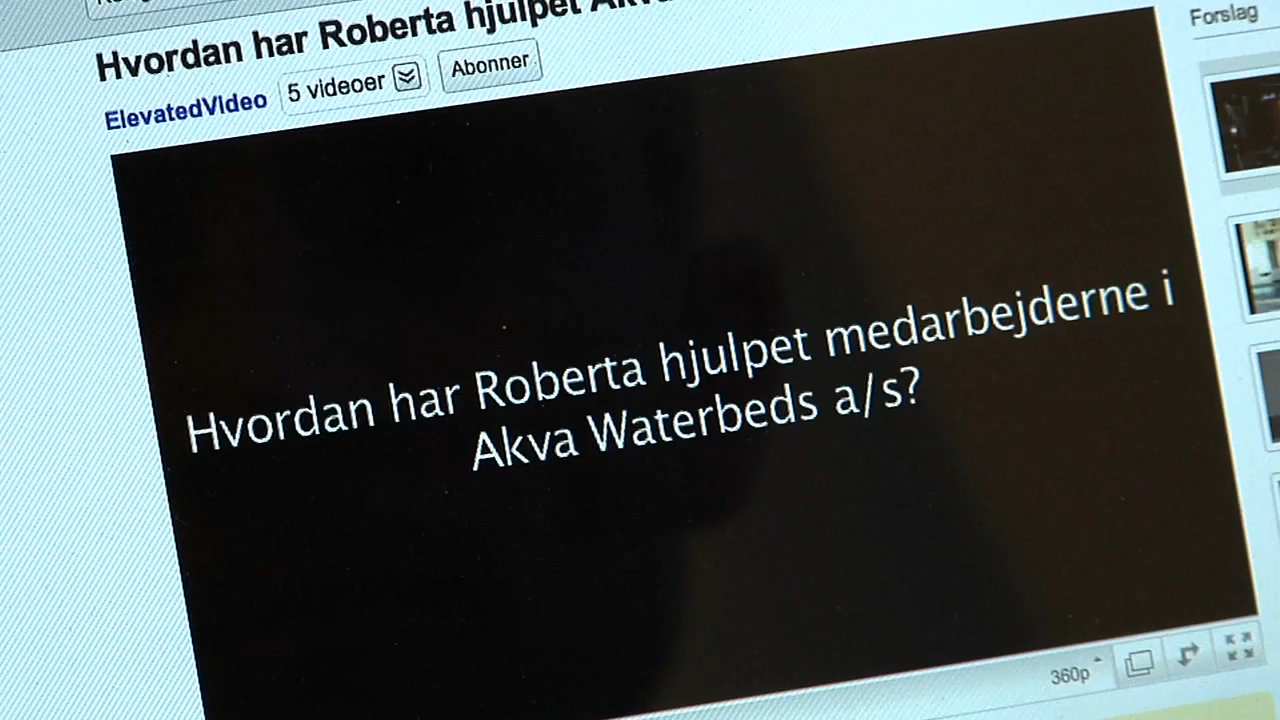 Hvordan har Roberta hjulpet
ElevatedVideo 5 videoer Abonner
Forslag
Hvordan har Roberta hjulpet medarbejderne i
Akva Waterbeds a/s?
360p